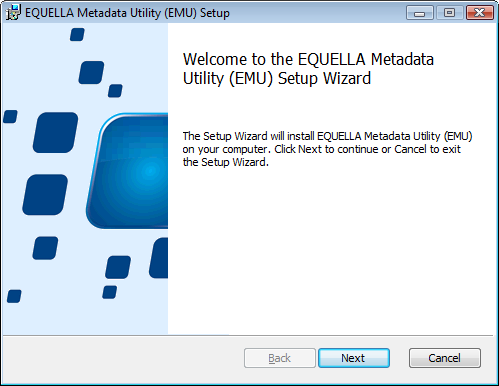 EQUELLA Metadata Utility (EMU) Setup
Welcome to the EQUELLA Metadata
Utility (EMU) Setup Wizard
The Setup Wizard will install EQUELLA Metadata Utility (EMU)
on your computer. Click Next to continue or Cancel to exit
the Setup Wizard.
Back Next Cancel